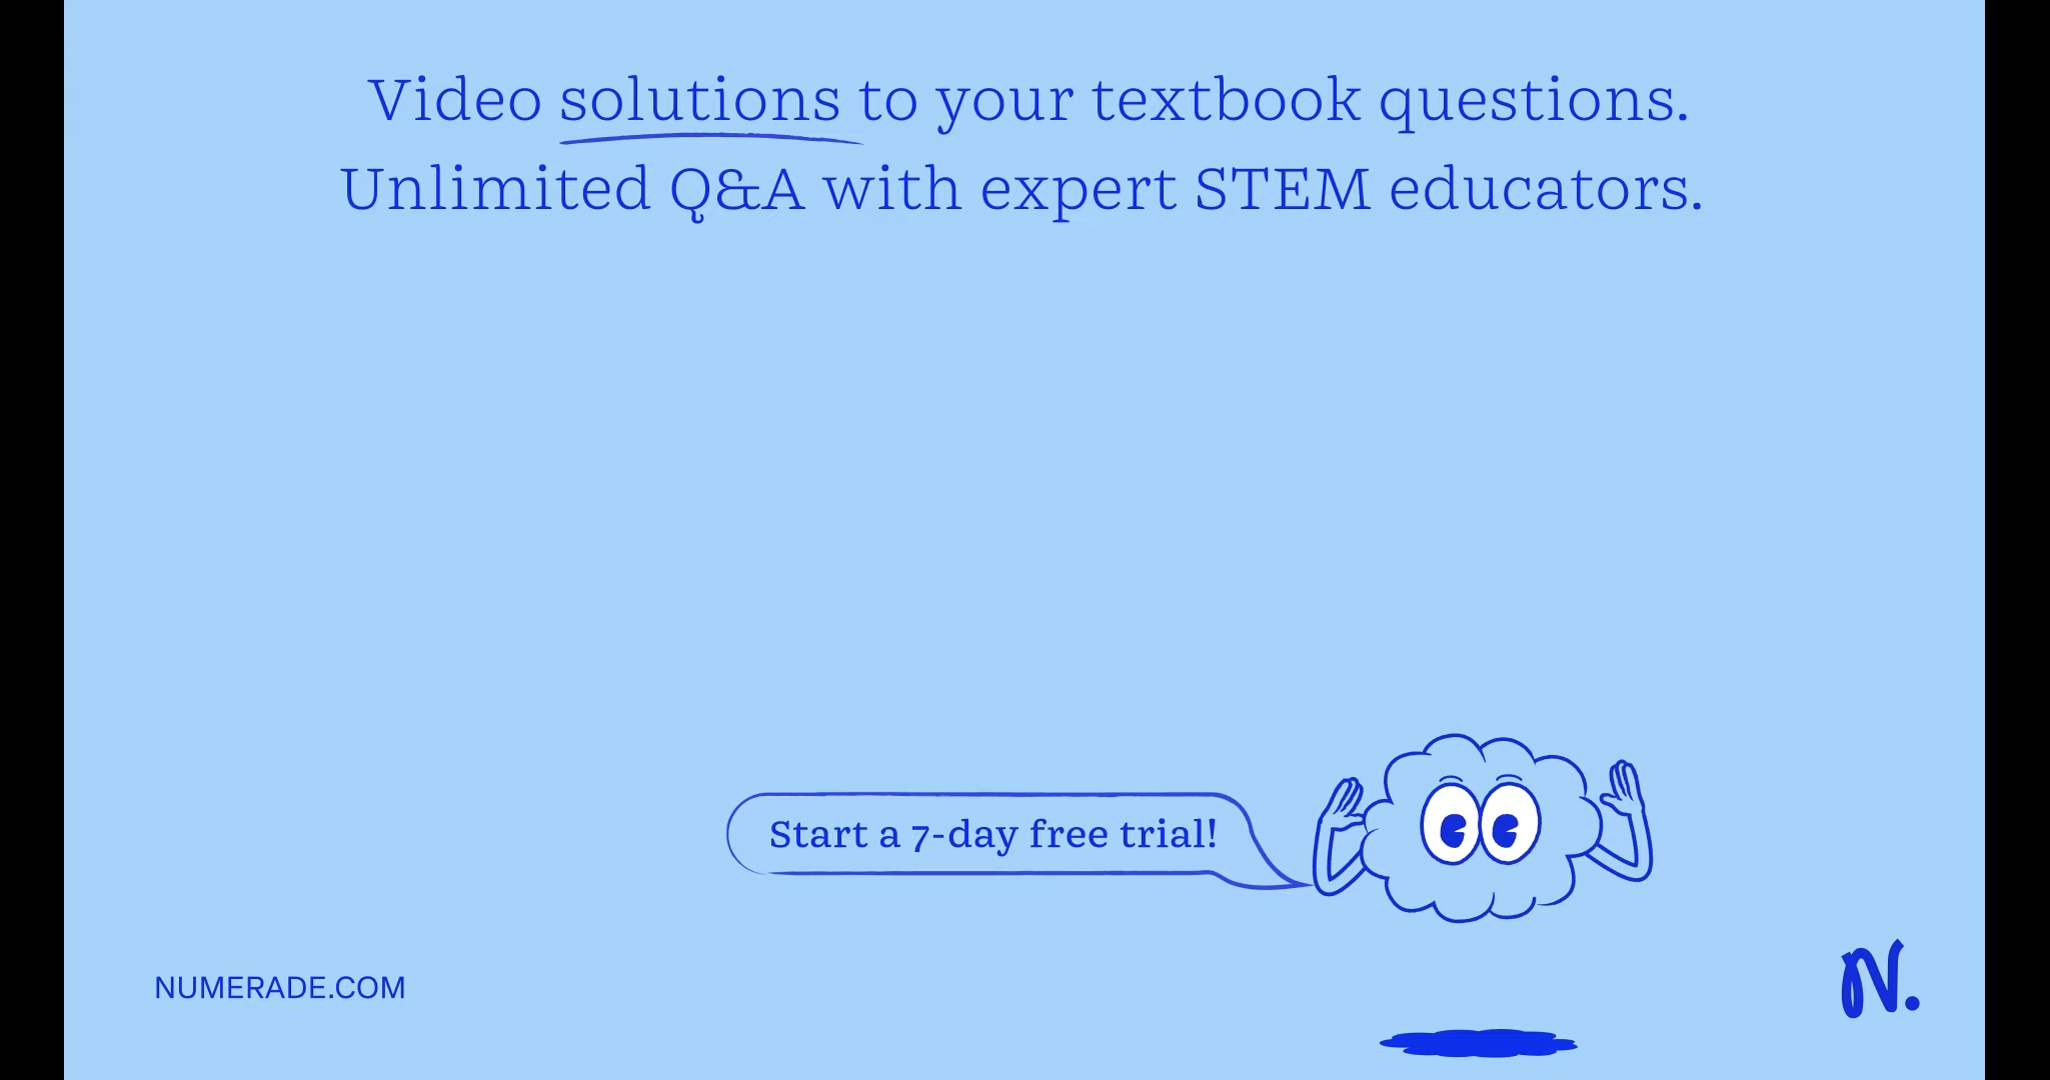 Video solutions to your textbook questions.
Unlimited Q&A with expert STEM educators.
Start a 7-day free trial!
NUMERADE.COM
N.